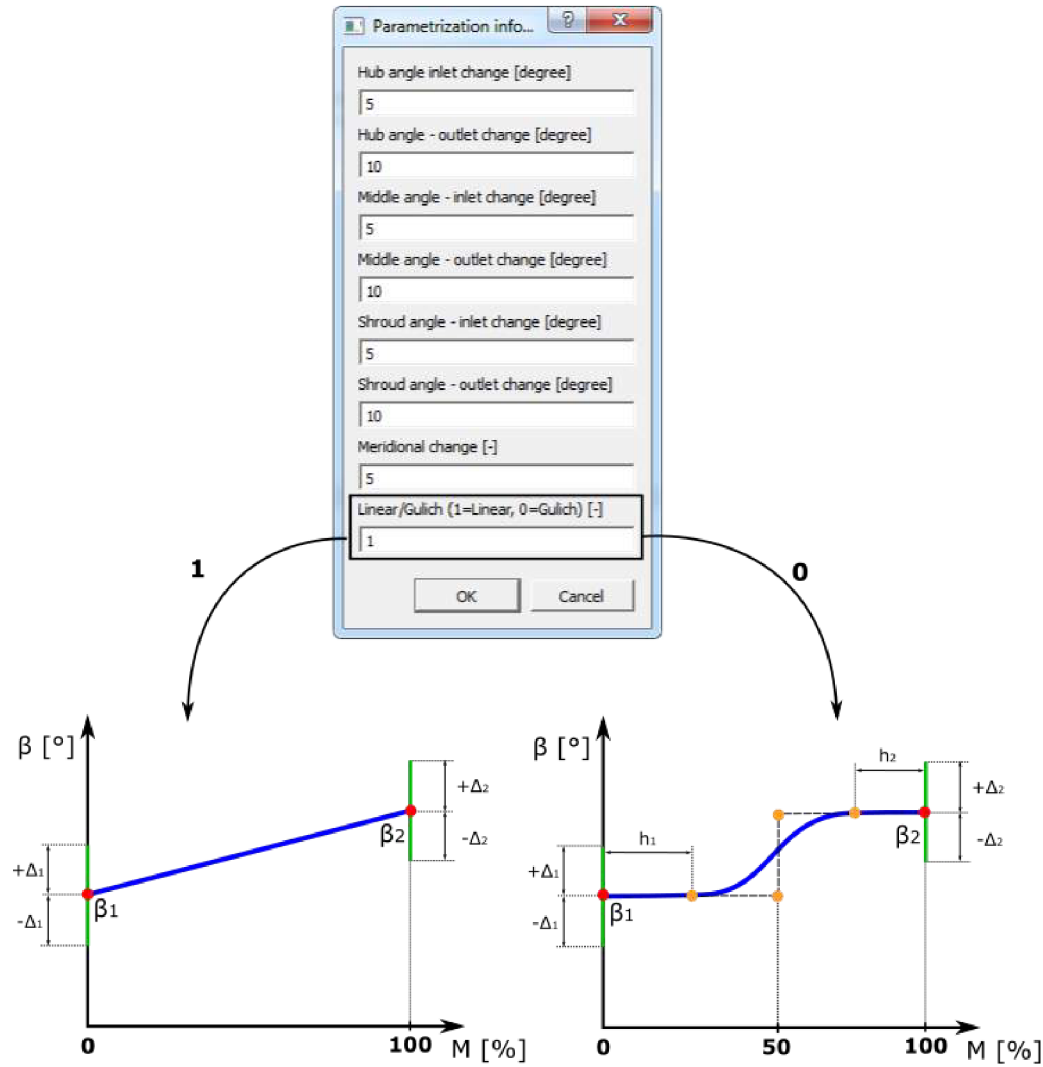 Parametrization info...
Hub angle inlet change [degree]
5
Hub angle - outlet change [degree]
10
Middle angle - inlet change [degree]
5
Middle angle - outlet change [degree]
10
Shroud angle - inlet change [degree]
5
Shroud angle - outlet change [degree]
10
Meridional change [-]
5
Linear/Gulich (1=Linear, 0=Gulich) [-]
1
OK Cancel
1
0
β [°]
+Δ2
-Δ2
β2
+Δ1
-Δ1
β1
0
100
M [%]
β [°]
h2
+Δ2
-Δ2
β2
h1
+Δ1
-Δ1
β1
0
50
100
M [%]